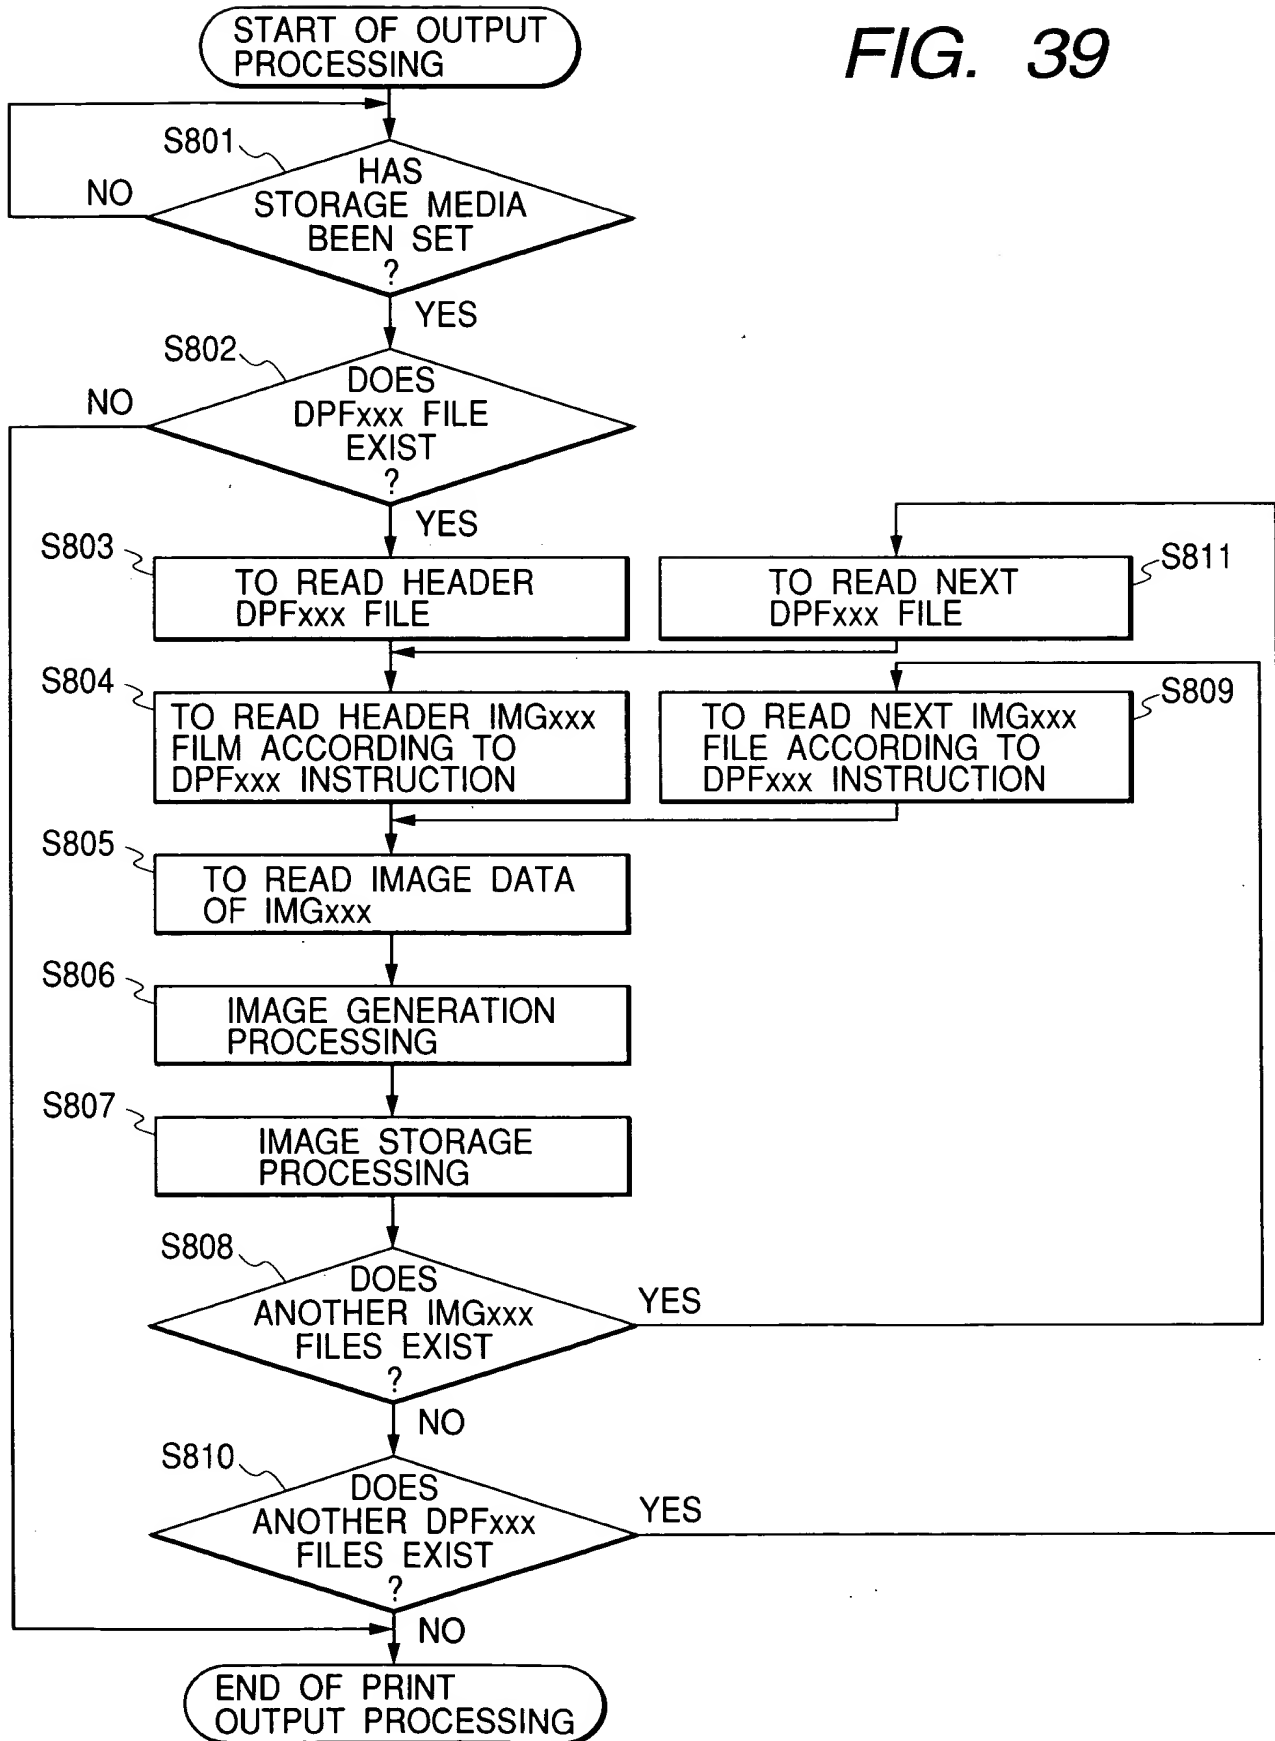 START OF OUTPUT
PROCESSING
FIG. 39
S801
HAS
STORAGE MEDIA
BEEN SET
?
NO
YES
S802
DOES
DPFxxx FILE
EXIST
?
NO
YES
S803
TO READ HEADER
DPFxxx FILE
TO READ NEXT
DPFxxx FILE
S811
S804
TO READ HEADER IMGxxx
FILM ACCORDING TO
DPFxxx INSTRUCTION
TO READ NEXT IMGxxx
FILE ACCORDING TO
DPFxxx INSTRUCTION
S809
S805
TO READ IMAGE DATA
OF IMGxxx
S806
IMAGE GENERATION
PROCESSING
S807
IMAGE STORAGE
PROCESSING
S808
DOES
ANOTHER IMGxxx
FILES EXIST
?
YES
NO
S810
DOES
ANOTHER DPFxxx
FILES EXIST
?
YES
NO
END OF PRINT
OUTPUT PROCESSING